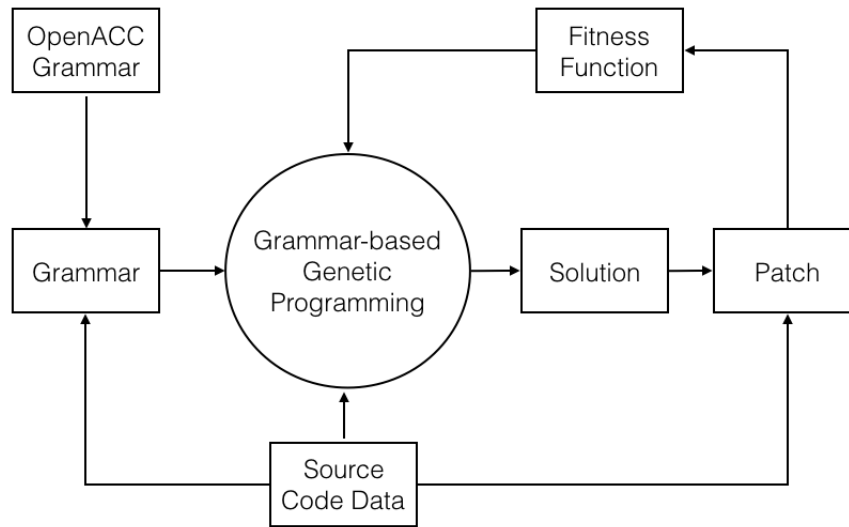 OpenACC
Grammar
Fitness
Function
Grammar
Grammar-based
Genetic
Programming
Solution
Patch
Source
Code Data